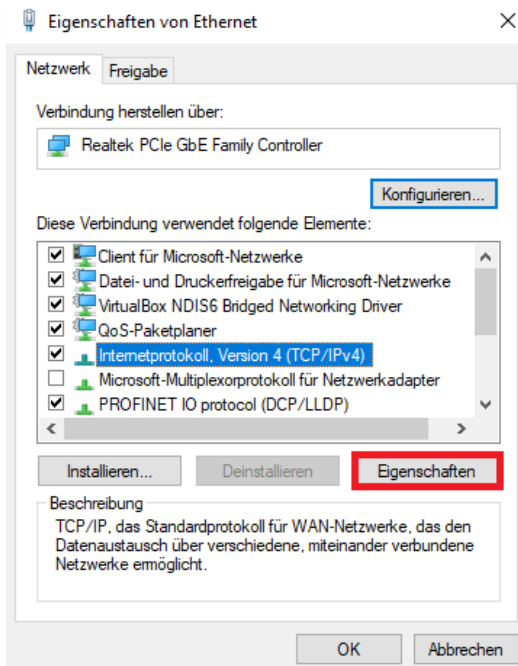 Eigenschaften von Ethernet
Netzwerk Freigabe
Verbindung herstellen über:
Realtek PCIe GbE Family Controller
Konfigurieren...
Diese Verbindung verwendet folgende Elemente:
Client für Microsoft-Netzwerke
Datei- und Druckerfreigabe für Microsoft-Netzwerke
VirtualBox NDIS6 Bridged Networking Driver
QoS-Paketplaner
Internetprotokoll, Version 4 (TCP/IPv4)
Microsoft-Multiplexorprotokoll für Netzwerkadapter
PROFINET IO protocol (DCP/LLDP)
Installieren... Deinstallieren Eigenschaften
Beschreibung
TCP/IP, das Standardprotokoll für WAN-Netzwerke, das den
Datenaustausch über verschiedene, miteinander verbundene
Netzwerke ermöglicht.
OK Abbrechen